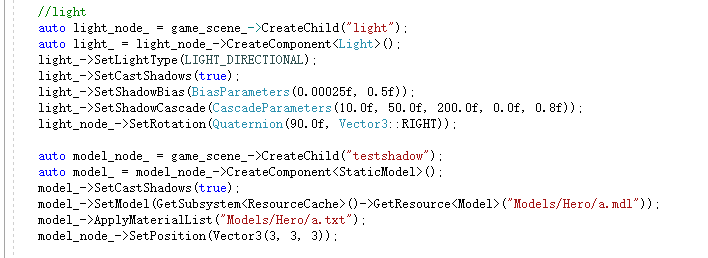 //light
auto light_node_ = game_scene_->CreateChild("light");
auto light_ = light_node_->CreateComponent<Light>();
light_->SetLightType(LIGHT_DIRECTIONAL);
light_->SetCastShadows(true);
light_->SetShadowBias(BiasParameters(0.00025f, 0.5f));
light_->SetShadowCascade(CascadeParameters(10.0f, 50.0f, 200.0f, 0.0f, 0.8f));
light_node_->SetRotation(Quaternion(90.0f, Vector3::RIGHT));
auto model_node_ = game_scene_->CreateChild("testshadow");
auto model_ = model_node_->CreateComponent<StaticModel>();
model_->SetCastShadows(true);
model_->SetModel(GetSubsystem<ResourceCache>()->GetResource<Model>("Models/Hero/a.mdl"));
model_->ApplyMaterialList("Models/Hero/a.txt");
model_node_->SetPosition(Vector3(3, 3, 3));